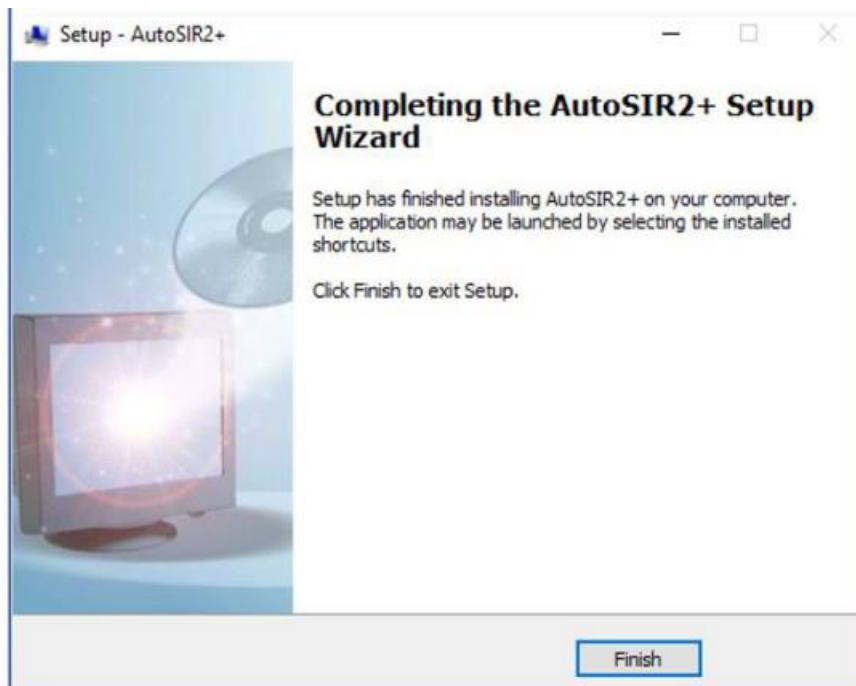 Setup - AutoSIR2+
Completing the AutoSIR2+ Setup
Wizard
Setup has finished installing AutoSIR2+ on your computer.
The application may be launched by selecting the installed
shortcuts.
Click Finish to exit Setup.
Finish